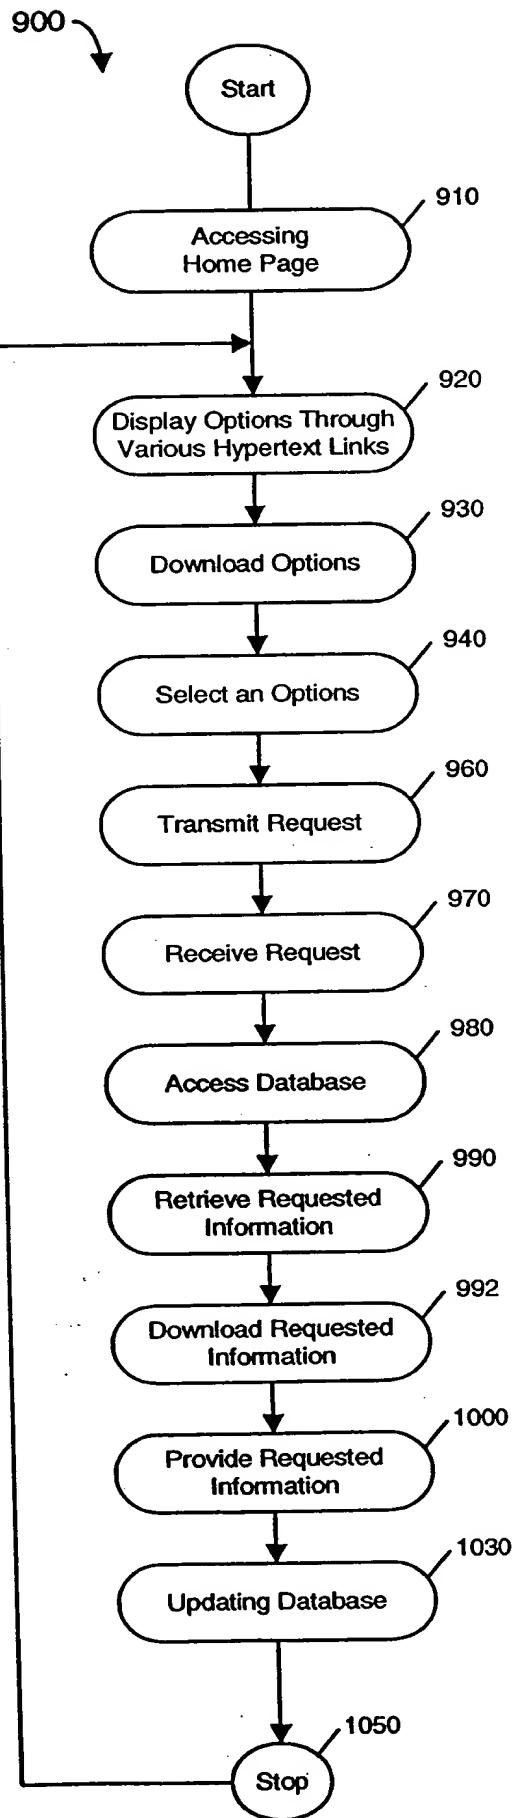 900
Start
910
Accessing
Home Page
920
Display Options Through
Various Hypertext Links
930
Download Options
940
Select an Options
960
Transmit Request
970
Receive Request
980
Access Database
990
Retrieve Requested
Information
992
Download Requested
Information
1000
Provide Requested
Information
1030
Updating Database
1050
Stop